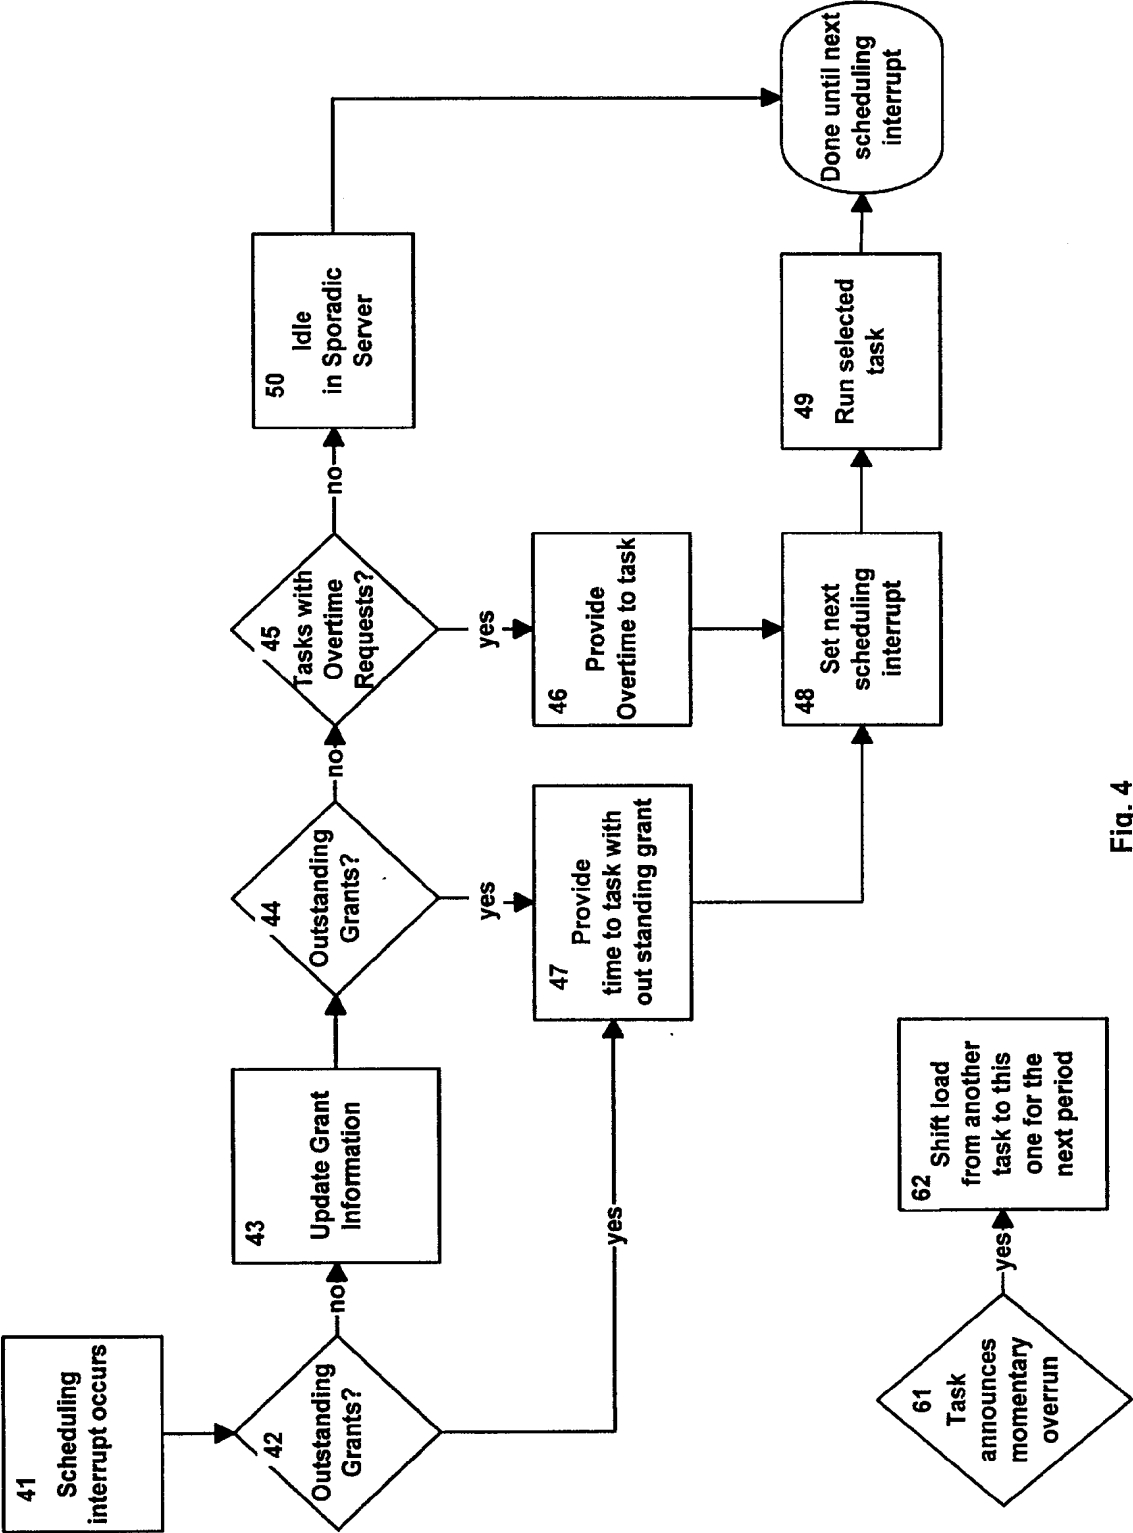 41
Scheduling
interrupt occurs
42
Outstanding
Grants?
no
yes
43
Update Grant
Information
44
Outstanding
Grants?
no
yes
45
Tasks with
Overtime
Requests?
no
yes
50
Idle
in Sporadic
Server
47
Provide
time to task with
out standing grant
46
Provide
Overtime to task
48
Set next
scheduling
interrupt
49
Run selected
task
Done until next
scheduling
interrupt
61
Task
announces
momentary
overrun
yes
62
Shift load
from another
task to this
one for the
next period
Fig. 4